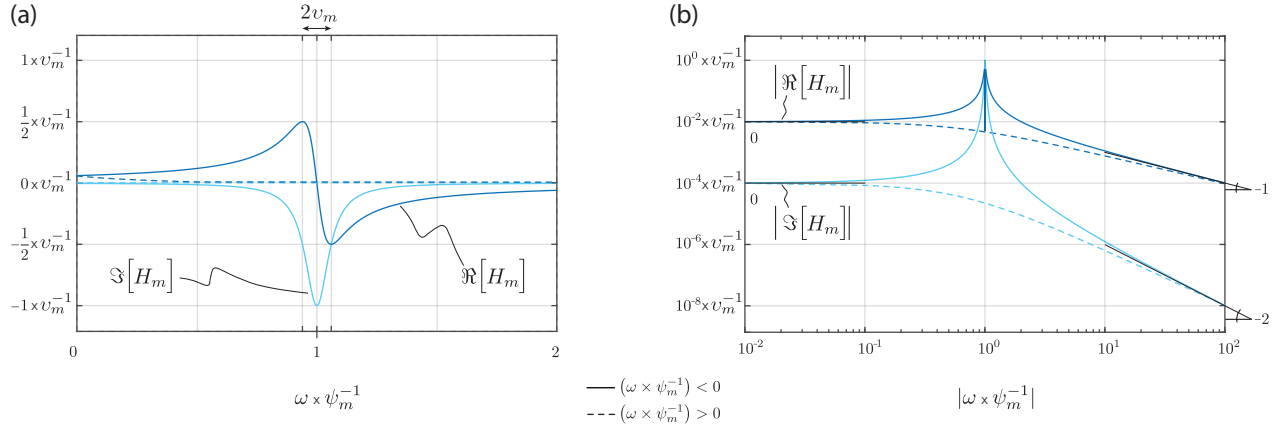 (a)
2υₘ
1 × υₘ⁻¹
1/2 × υₘ⁻¹
0 × υₘ⁻¹
-1/2 × υₘ⁻¹
-1 × υₘ⁻¹
ℑ[Hₘ]
ℜ[Hₘ]
0 1 2
ω × ψₘ⁻¹
(b)
10⁰ × υₘ⁻¹
10⁻² × υₘ⁻¹
10⁻⁴ × υₘ⁻¹
10⁻⁶ × υₘ⁻¹
10⁻⁸ × υₘ⁻¹
|ℜ[Hₘ]|
0
0
|ℑ[Hₘ]|
-1
-2
10⁻² 10⁻¹ 10⁰ 10¹ 10²
|ω × ψₘ⁻¹|
(ω × ψₘ⁻¹) < 0
(ω × ψₘ⁻¹) > 0